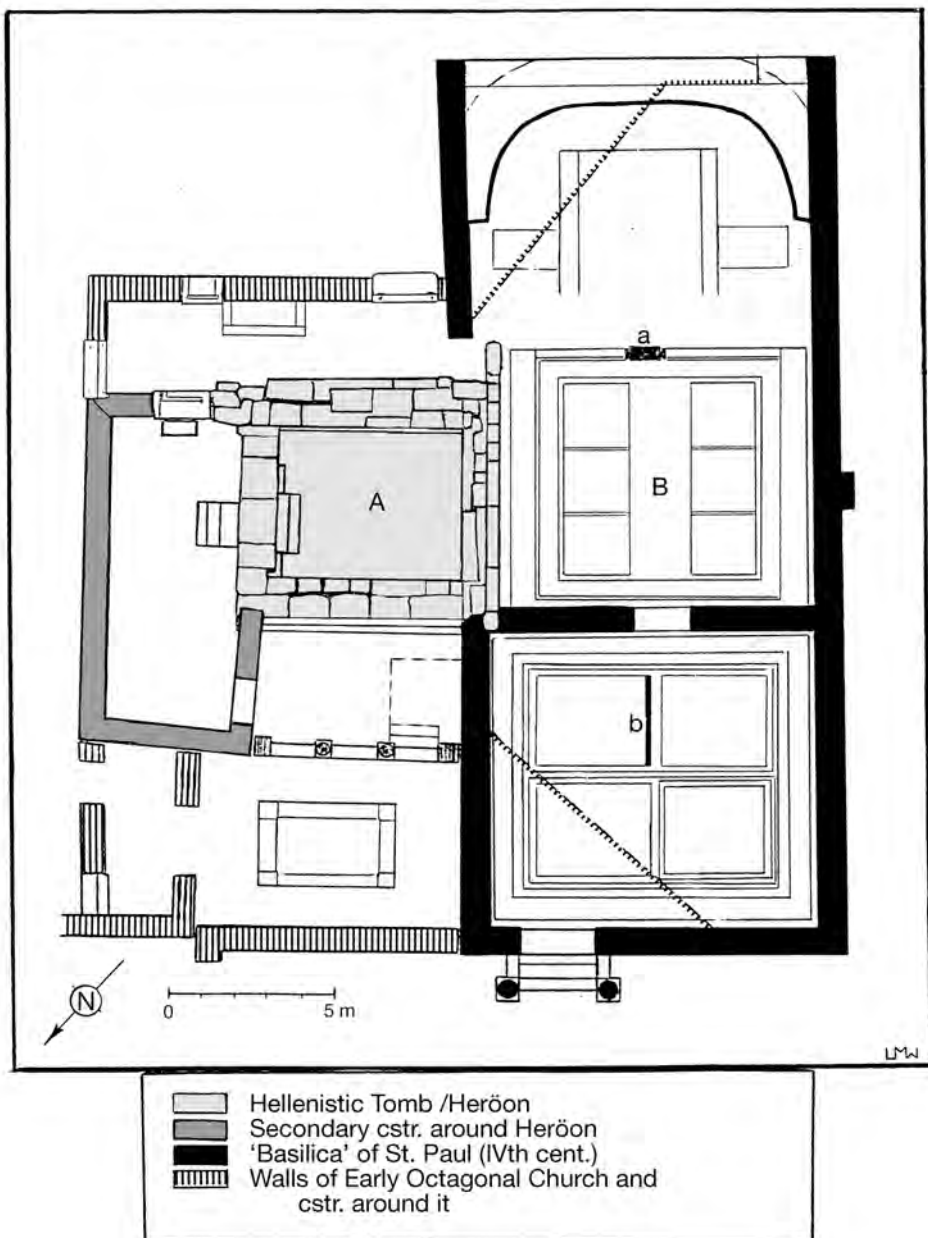 a
A
B
b
N
0 5 m
LMW
Hellenistic Tomb /Heröon
Secondary cstr. around Heröon
'Basilica' of St. Paul (IVth cent.)
Walls of Early Octagonal Church and
cstr. around it